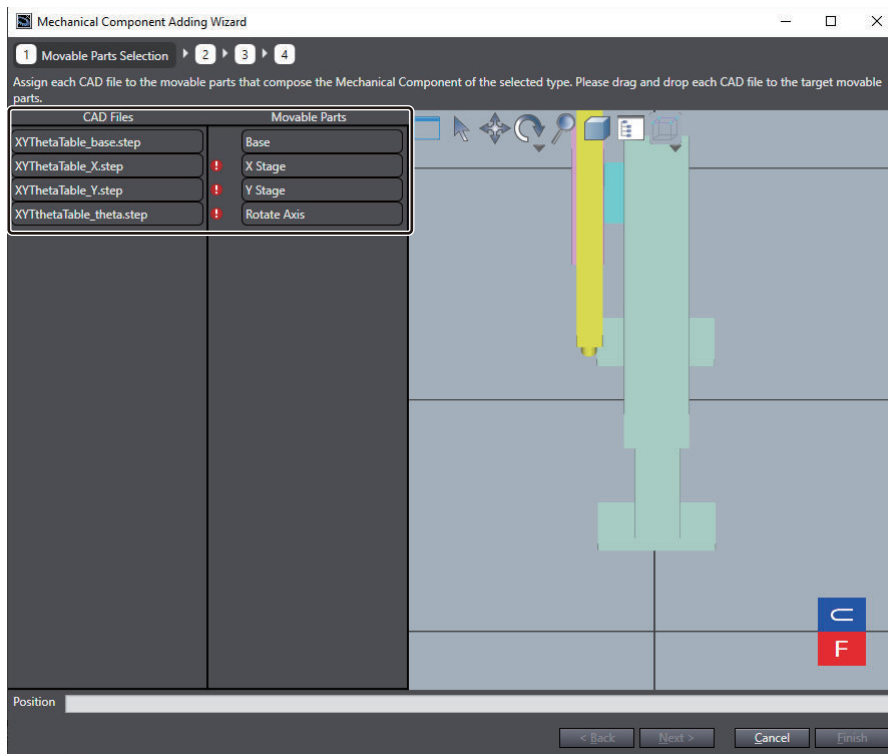 Mechanical Component Adding Wizard
1 Movable Parts Selection 2 3 4
Assign each CAD file to the movable parts that compose the Mechanical Component of the selected type. Please drag and drop each CAD file to the target movable
parts.
CAD Files Movable Parts
XYThetaTable_base.step Base
XYThetaTable_X.step ! X Stage
XYThetaTable_Y.step ! Y Stage
XYTthetaTable_theta.step ! Rotate Axis
U
F
Position
< Back Next > Cancel Finish